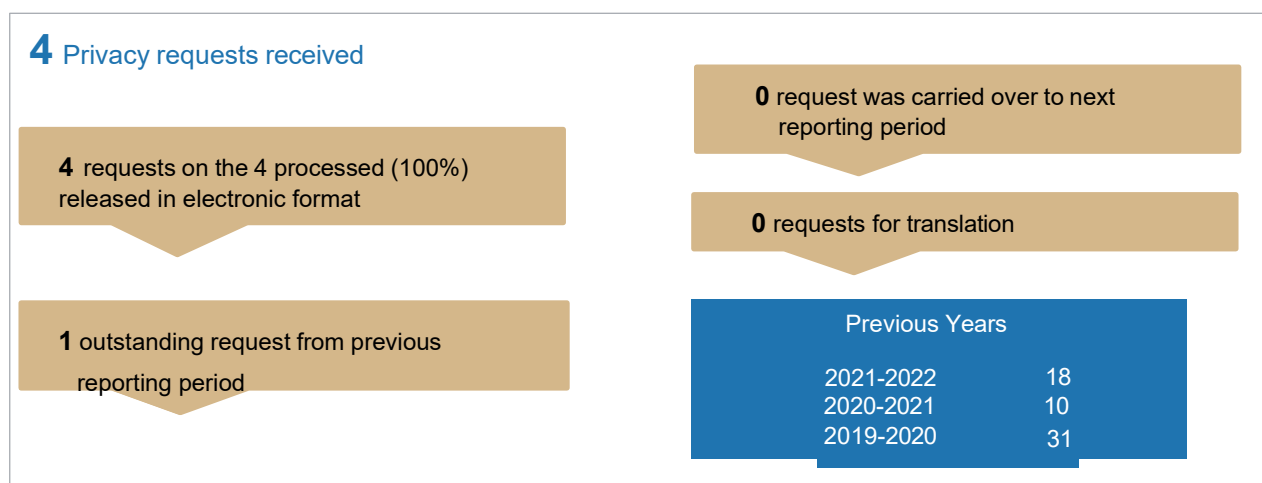 4 Privacy requests received
4 requests on the 4 processed (100%)
released in electronic format
1 outstanding request from previous
reporting period
0 request was carried over to next
reporting period
0 requests for translation
Previous Years
2021-2022 18
2020-2021 10
2019-2020 31